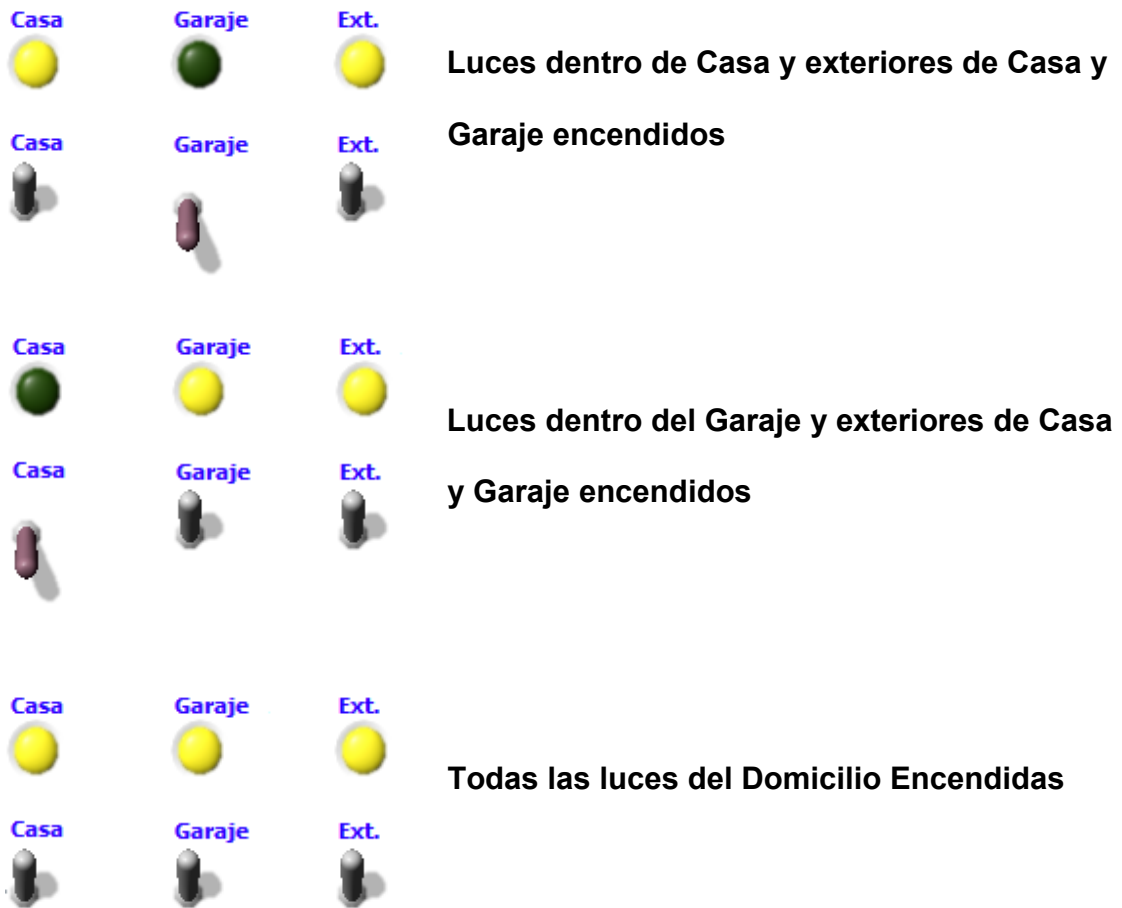 Casa Garaje Ext.
Luces dentro de Casa y exteriores de Casa y
Garaje encendidos
Casa Garaje Ext.
Casa Garaje Ext.
Luces dentro del Garaje y exteriores de Casa
y Garaje encendidos
Casa Garaje Ext.
Casa Garaje Ext.
Todas las luces del Domicilio Encendidas
Casa Garaje Ext.